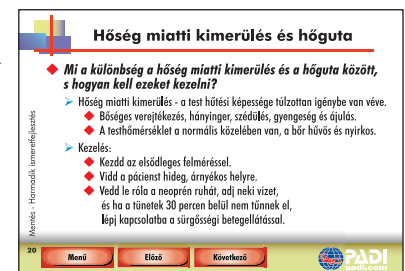 Hőség miatti kimerülés és hőguta
Mi a különbség a hőség miatti kimerülés és a hőguta között,
s hogyan kell ezeket kezelni?
Hőség miatti kimerülés - a test hűtési képessége túlzottan igénybe van véve.
Bőséges verejtékezés, hányinger, szédülés, gyengeség és ájulás.
A testhőmérséklet a normális közelében van, a bőr hűvös és nyirkos.
Kezelés:
Kezdd az elsődleges felméréssel.
Vidd a pácienst hideg, árnyékos helyre.
Vedd le róla a neoprén ruhát, adj neki vizet,
és ha a tünetek 30 percen belül nem tűnnek el,
lépj kapcsolatba a sürgősségi betegellátással.
Mentés - Harmadik ismeretfejlesztés
20
Menü
Előző
Következő
PADI
padi.com